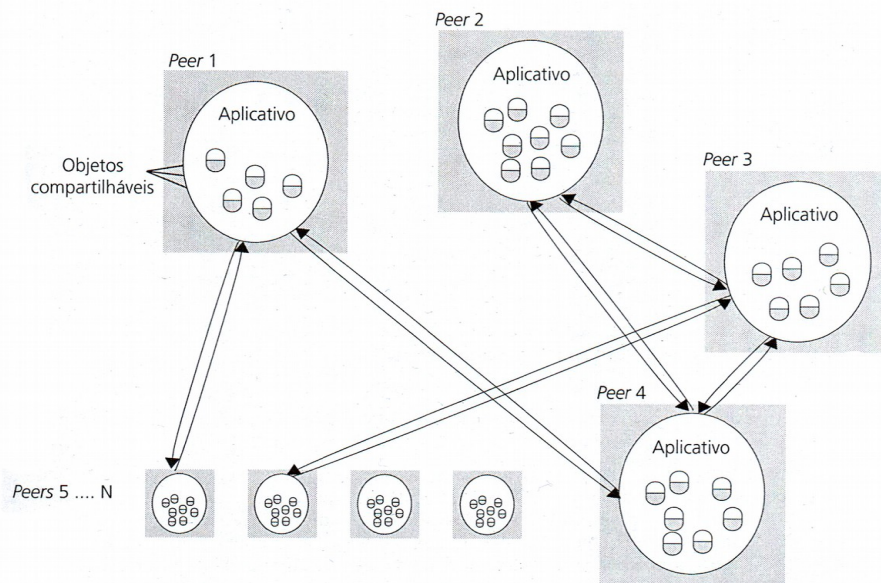 Peer 2
Aplicativo
Peer 1
Aplicativo
Objetos
compartilháveis
Peer 3
Aplicativo
Peer 4
Aplicativo
Peers 5 .... N